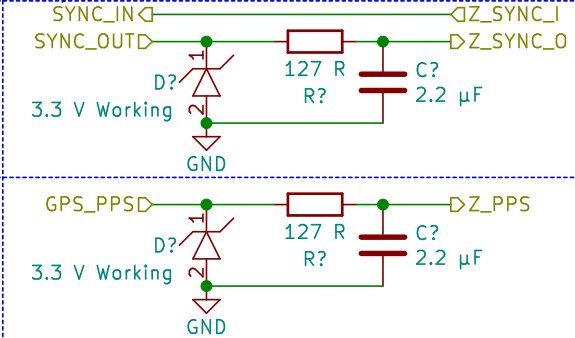 SYNC_IN Z_SYNC_I
SYNC_OUT Z_SYNC_O
1
D?
127 R
R?
C?
2.2 µF
3.3 V Working
2
GND
GPS_PPS Z_PPS
1
D?
127 R
R?
C?
2.2 µF
3.3 V Working
2
GND